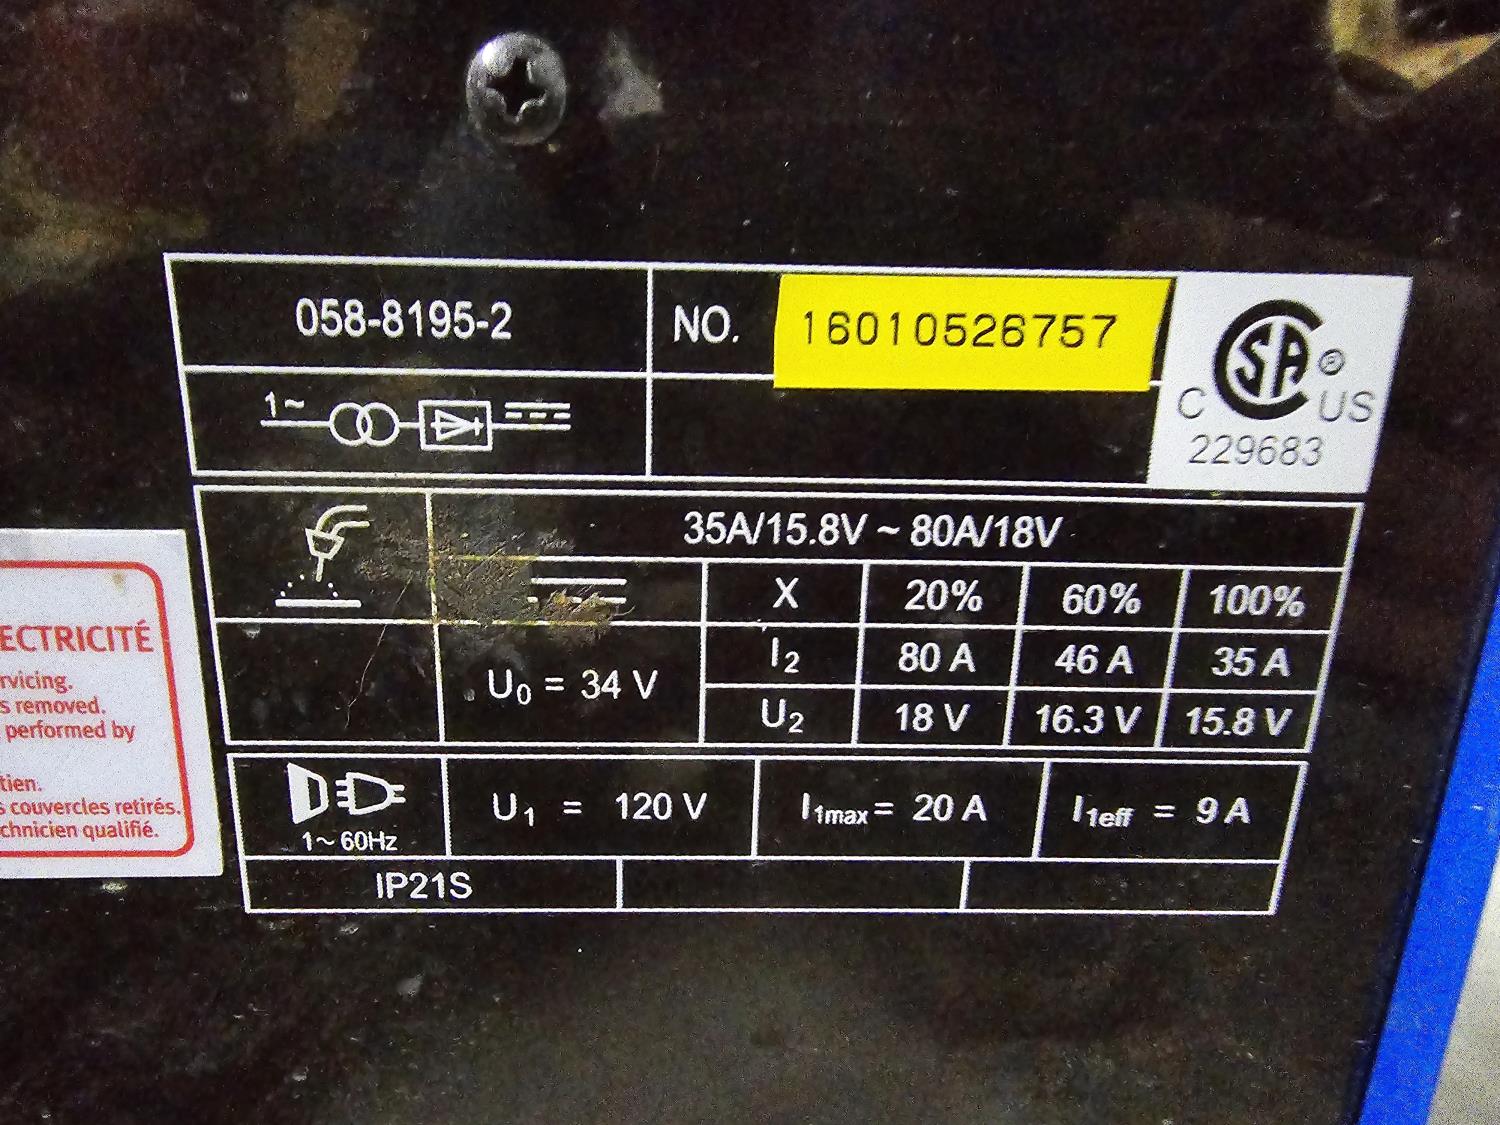 058-8195-2 NO. 16010526757
CSA ®
C US
229683
1~
35A/15.8V ~ 80A/18V
X 20% 60% 100%
I2 80 A 46 A 35 A
U0 = 34 V
U2 18 V 16.3 V 15.8 V
U1 = 120 V I1max = 20 A I1eff = 9 A
1~ 60Hz
IP21S
ECTRICITÉ
rvicing.
s removed.
performed by
tien.
s couvercles retirés.
chnicien qualifié.